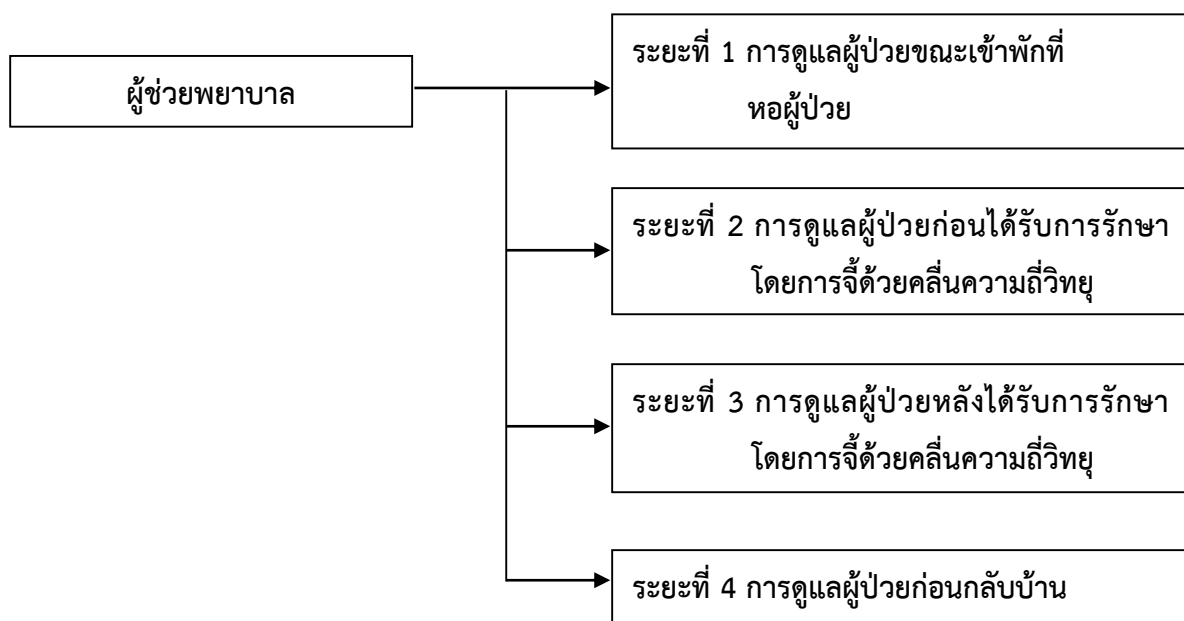 ผู้ช่วยพยาบาล
ระยะที่ 1 การดูแลผู้ป่วยขณะเข้าพักที่
หอผู้ป่วย
ระยะที่ 2 การดูแลผู้ป่วยก่อนได้รับการรักษา
โดยการจี้ด้วยคลื่นความถี่วิทยุ
ระยะที่ 3 การดูแลผู้ป่วยหลังได้รับการรักษา
โดยการจี้ด้วยคลื่นความถี่วิทยุ
ระยะที่ 4 การดูแลผู้ป่วยก่อนกลับบ้าน